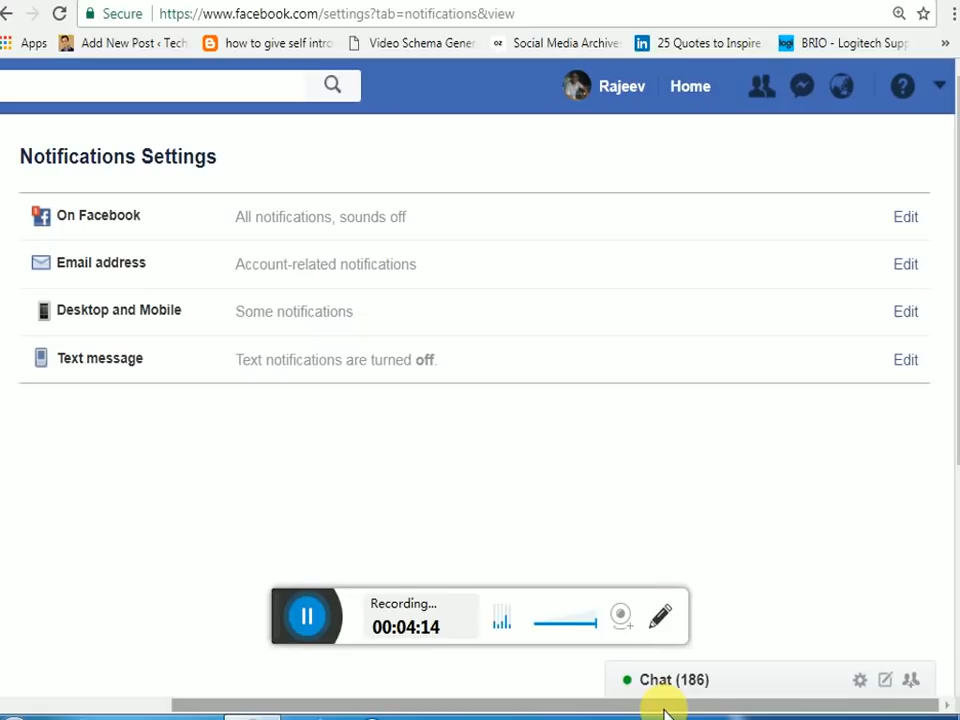 Secure
https://www.facebook.com/settings?tab=notifications&view
Apps Add New Post ‹ Tech how to give self intro Video Schema Gener Social Media Archive 25 Quotes to Inspire BRIO - Logitech Supp »
Rajeev Home
Notifications Settings
On Facebook All notifications, sounds off Edit
Email address Account-related notifications Edit
Desktop and Mobile Some notifications Edit
Text message Text notifications are turned off. Edit
Recording...
00:04:14
Chat (186)